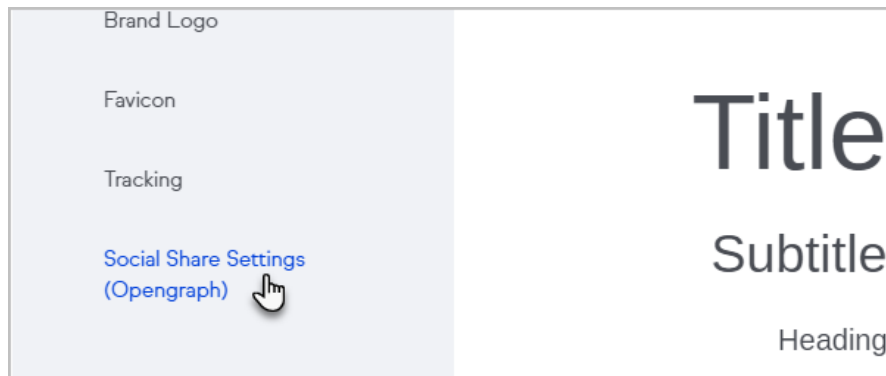 Brand Logo
Favicon
Tracking
Social Share Settings
(Opengraph)
Title
Subtitle
Heading